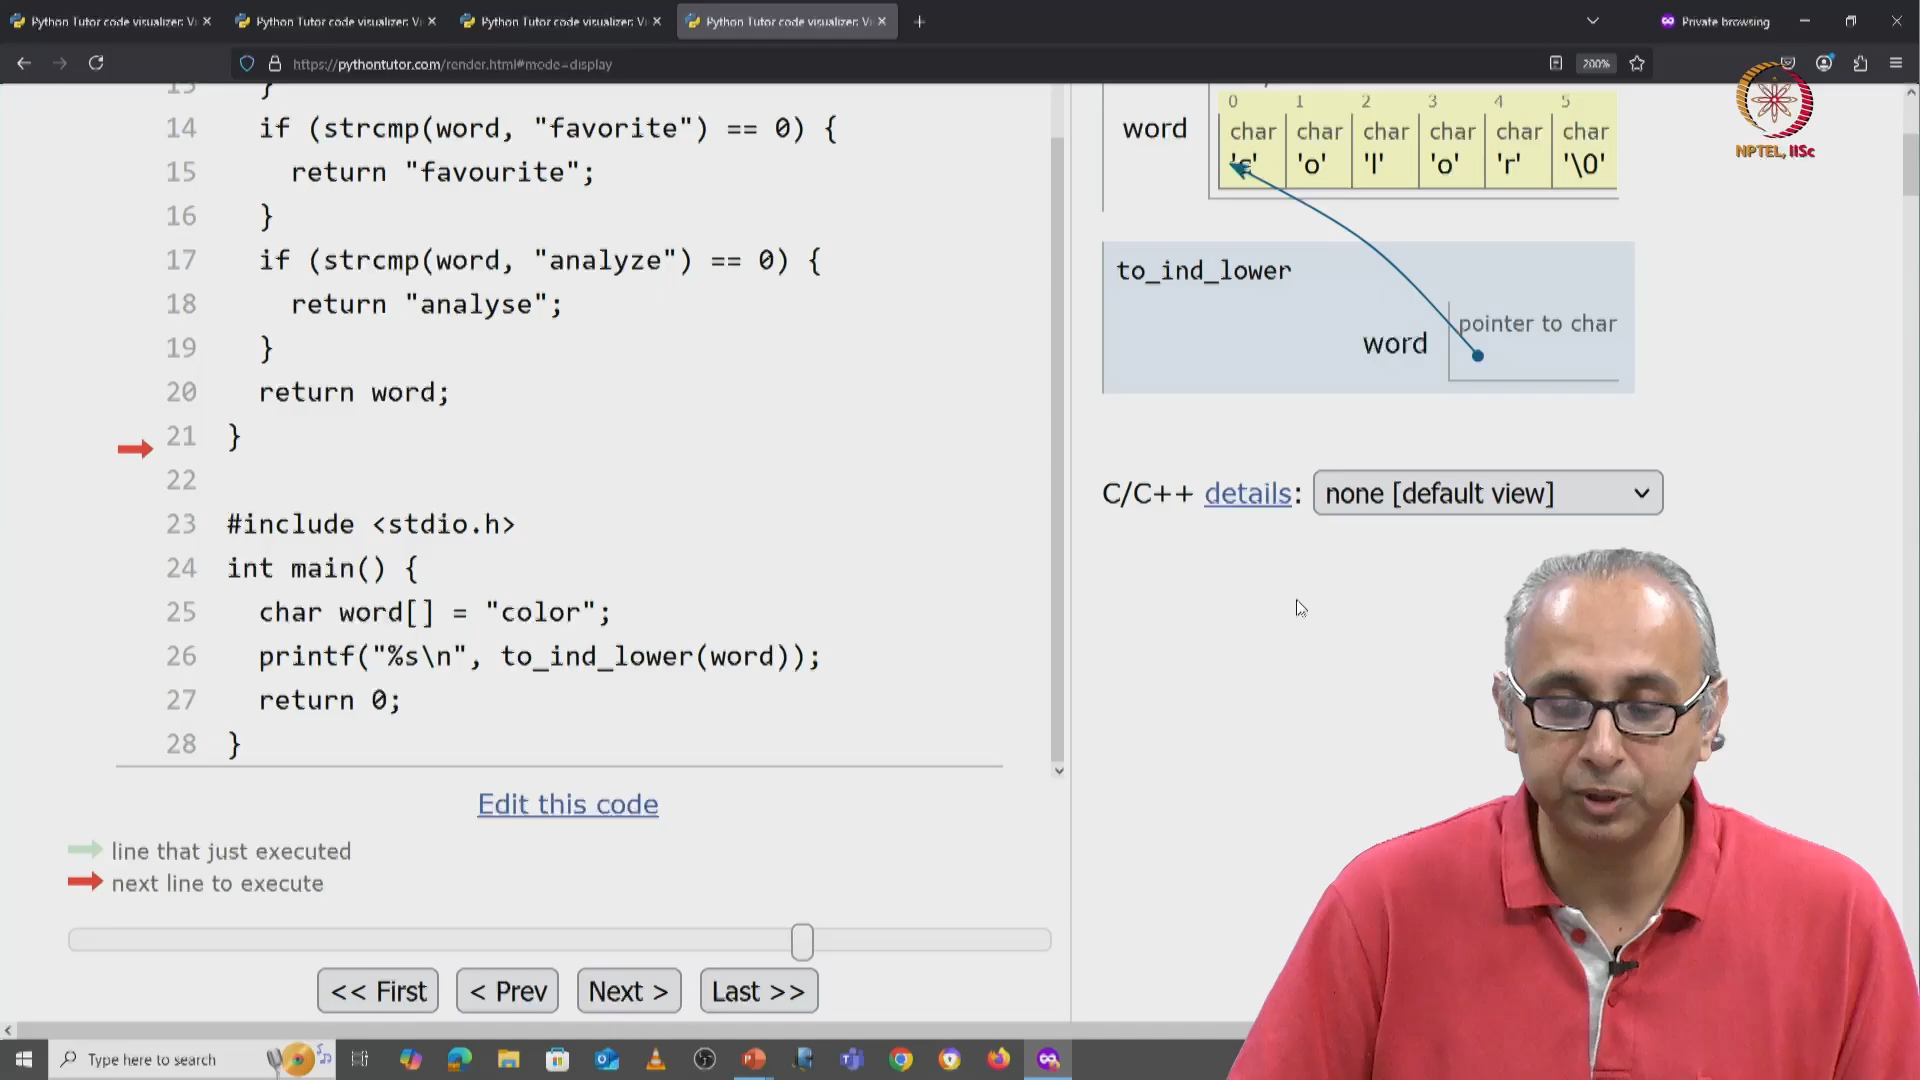 Python Tutor code visualizer: Vi
Python Tutor code visualizer: Vi
Python Tutor code visualizer: Vi
Python Tutor code visualizer: Vi
Private browsing
https://pythontutor.com/render.html#mode=display
200%
NPTEL, IISc
14 if (strcmp(word, "favorite") == 0) {
15 return "favourite";
16 }
17 if (strcmp(word, "analyze") == 0) {
18 return "analyse";
19 }
20 return word;
21 }
22
23 #include <stdio.h>
24 int main() {
25 char word[] = "color";
26 printf("%s\n", to_ind_lower(word));
27 return 0;
28 }
Edit this code
line that just executed
next line to execute
<< First
< Prev
Next >
Last >>
0 1 2 3 4 5
word
char char char char char char
'c' 'o' 'l' 'o' 'r' '\0'
to_ind_lower
pointer to char
word
C/C++ details: none [default view]
Type here to search